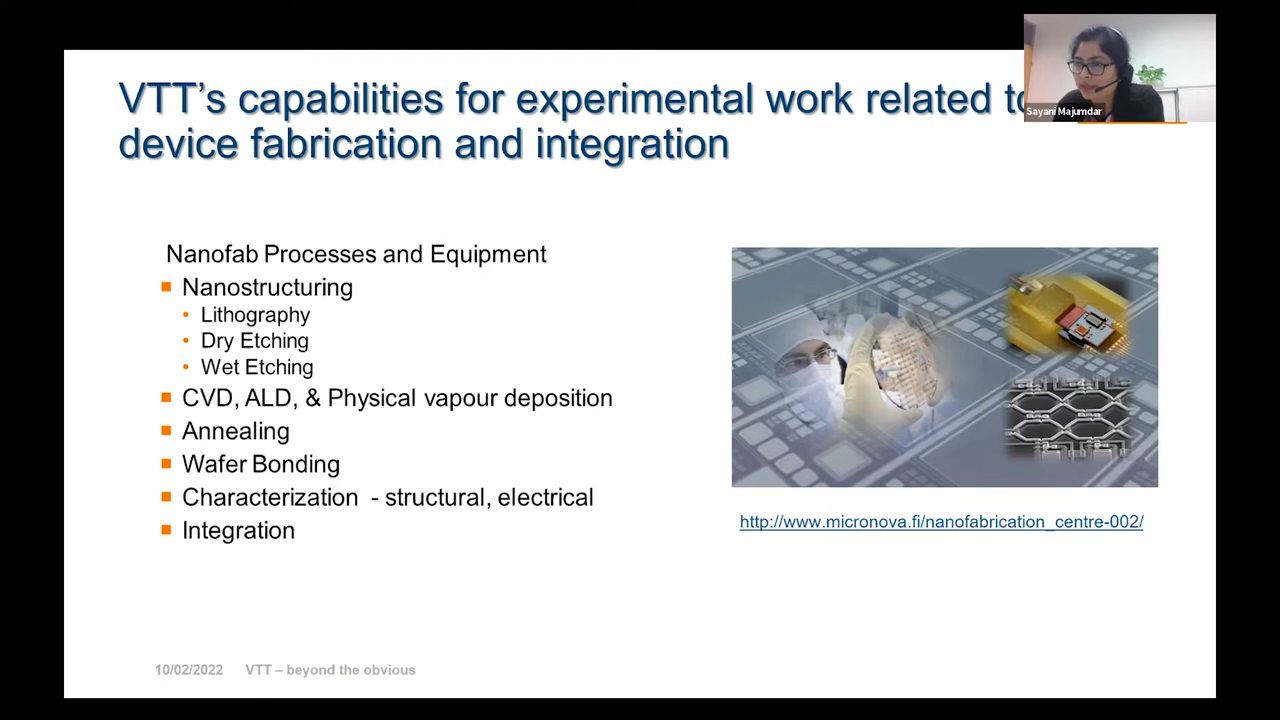 VTT's capabilities for experimental work related to
device fabrication and integration
Sayani Majumdar
Nanofab Processes and Equipment
Nanostructuring
Lithography
Dry Etching
Wet Etching
CVD, ALD, & Physical vapour deposition
Annealing
Wafer Bonding
Characterization - structural, electrical
Integration
http://www.micronova.fi/nanofabrication_centre-002/
10/02/2022 VTT – beyond the obvious